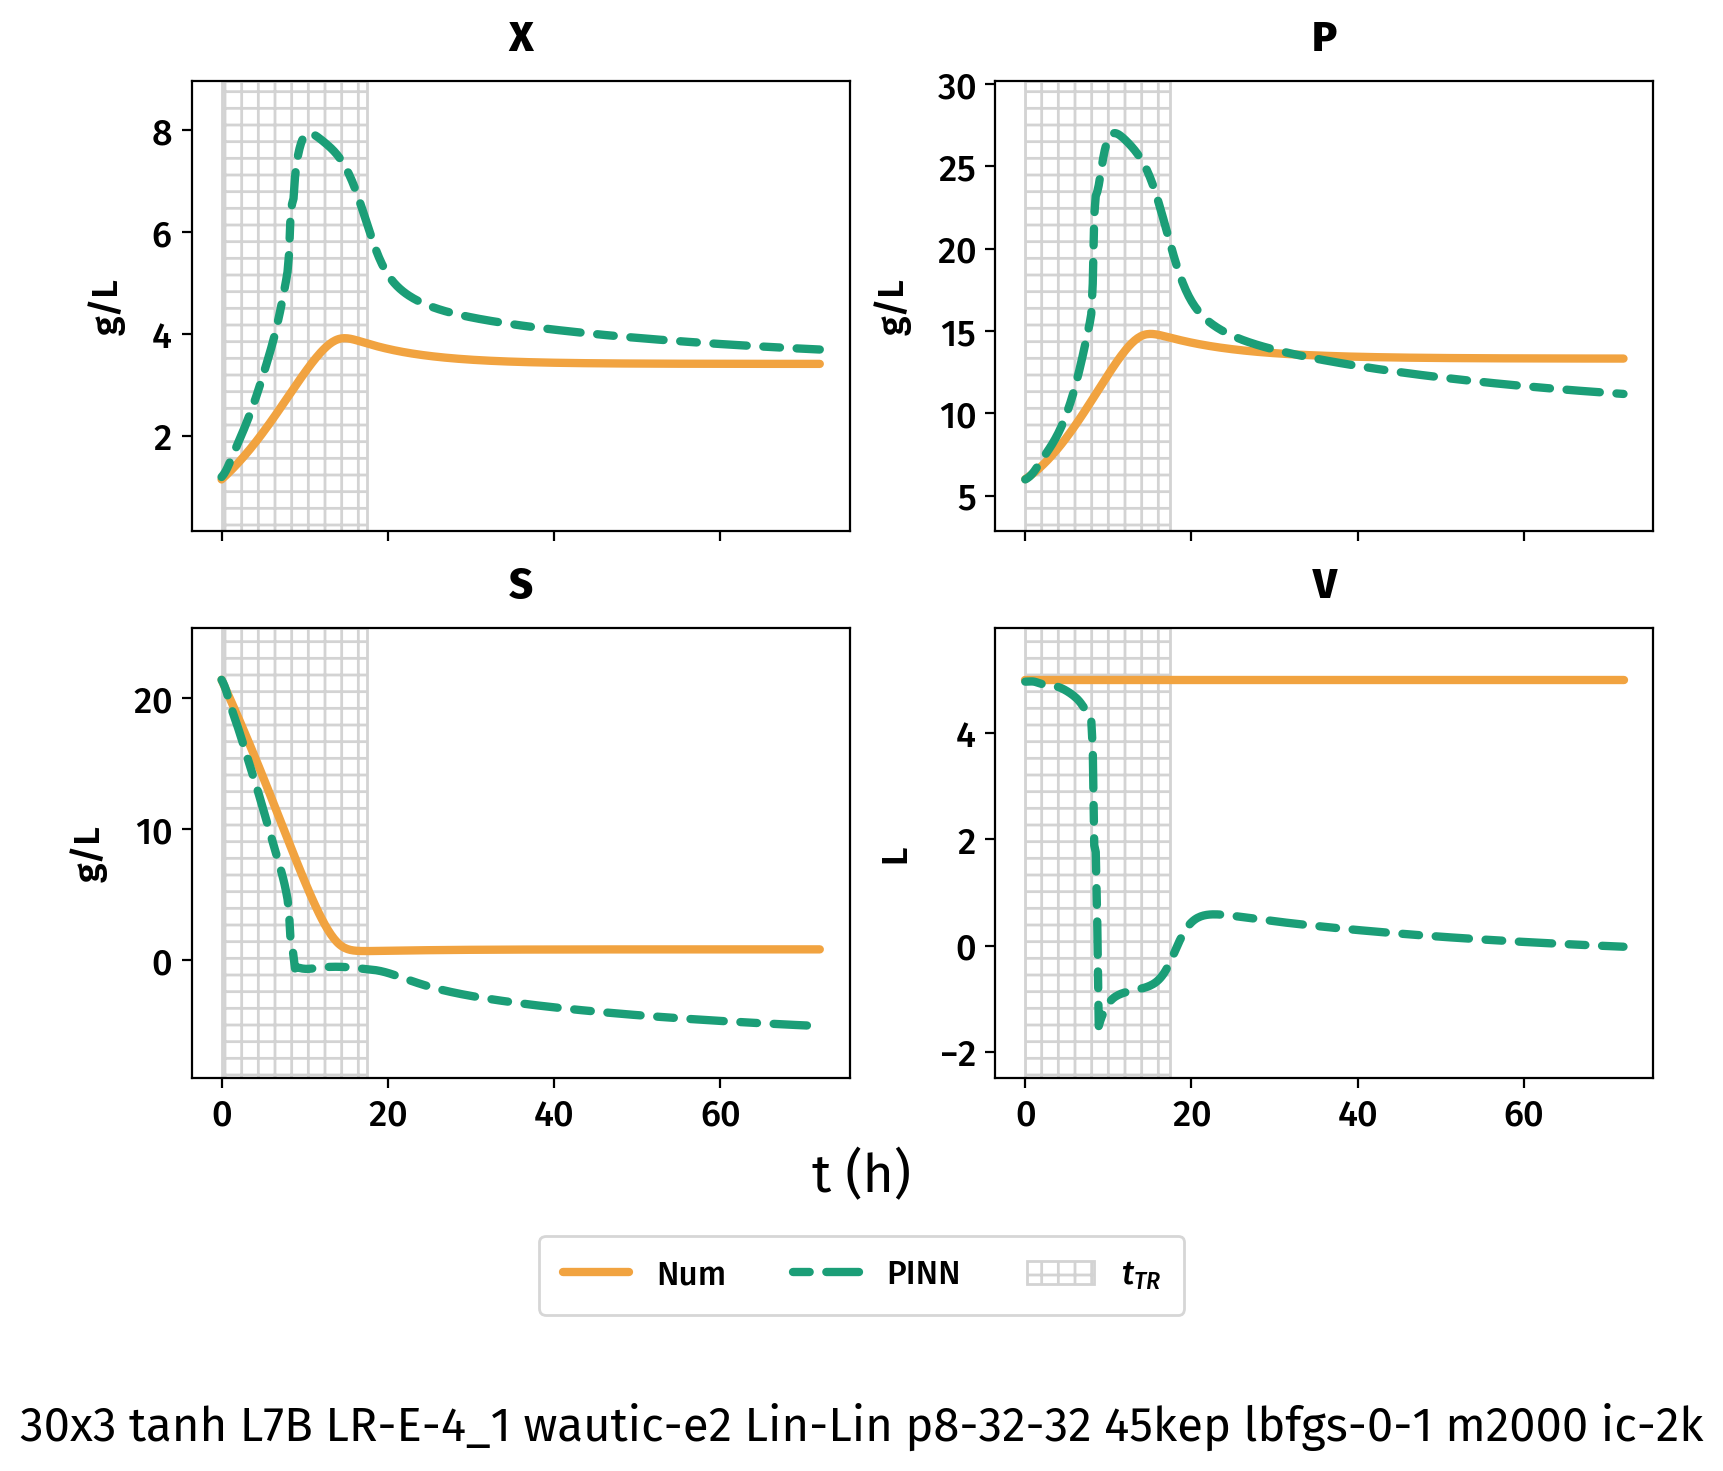 X
P
8
6
4
2
g/L
30
25
20
15
10
5
g/L
S
V
20
10
0
g/L
4
2
0
−2
L
0 20 40 60
0 20 40 60
t (h)
Num PINN tTR
30x3 tanh L7B LR-E-4_1 wautic-e2 Lin-Lin p8-32-32 45kep lbfgs-0-1 m2000 ic-2k